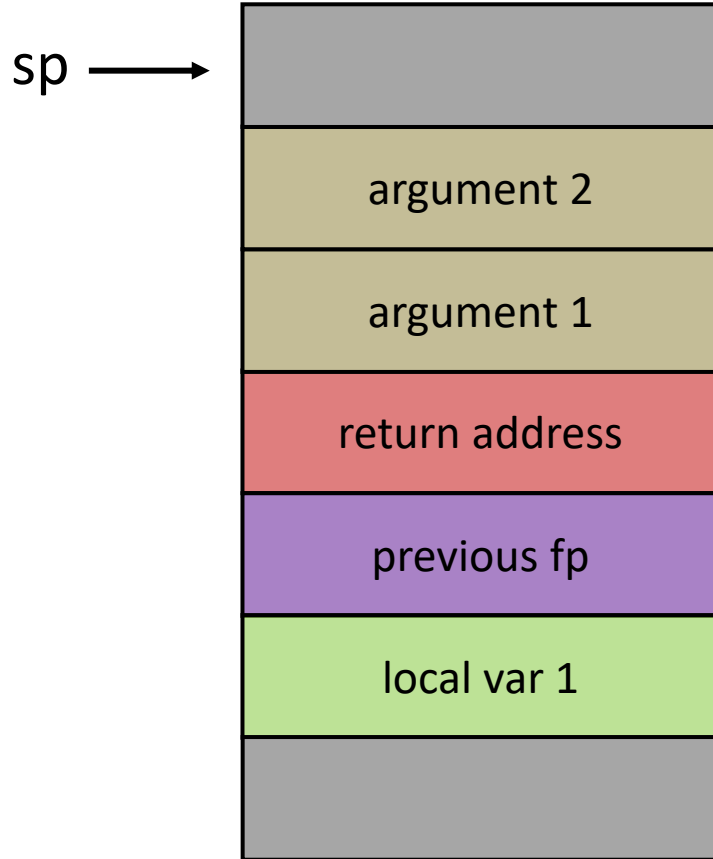 sp
argument 2
argument 1
return address
previous fp
local var 1